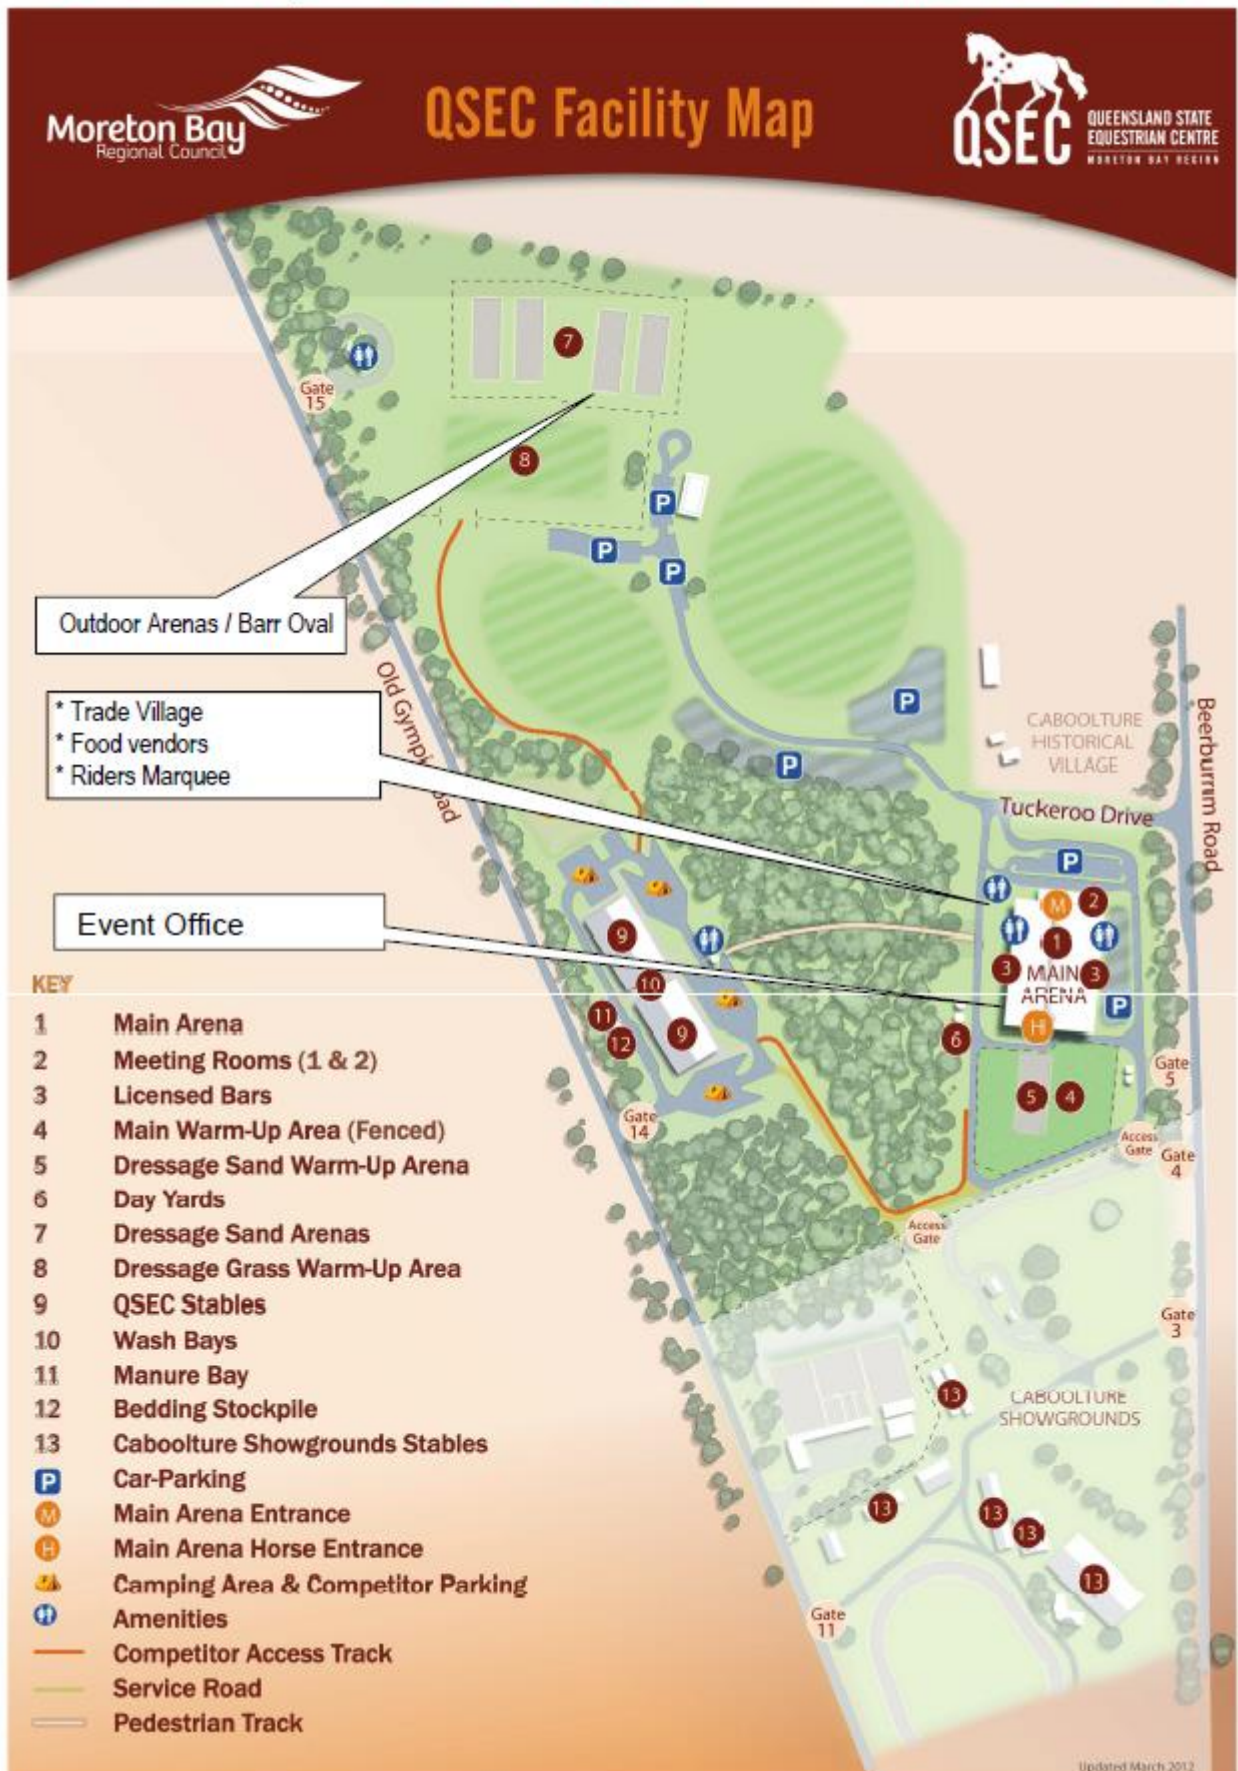 Moreton Bay
Regional Council
QSEC Facility Map
QSEC
QUEENSLAND STATE
EQUESTRIAN CENTRE
MORETON BAY REGION
7
Gate
15
8
P
P
P
Outdoor Arenas / Barr Oval
Old Gympie Road
* Trade Village
* Food vendors
* Riders Marquee
P
P
CABOOLTURE
HISTORICAL
VILLAGE
Beerburrum Road
Tuckeroo Drive
P
M
2
1
3
MAIN
ARENA
3
P
H
Event Office
9
10
9
11
12
6
5
4
Gate
5
Gate
14
Access
Gate
Gate
4
Access
Gate
Gate
3
13
CABOOLTURE
SHOWGROUNDS
13
13
13
13
Gate
11
KEY
1 Main Arena
2 Meeting Rooms (1 & 2)
3 Licensed Bars
4 Main Warm-Up Area (Fenced)
5 Dressage Sand Warm-Up Arena
6 Day Yards
7 Dressage Sand Arenas
8 Dressage Grass Warm-Up Area
9 QSEC Stables
10 Wash Bays
11 Manure Bay
12 Bedding Stockpile
13 Caboolture Showgrounds Stables
P Car-Parking
M Main Arena Entrance
H Main Arena Horse Entrance
Camping Area & Competitor Parking
Amenities
Competitor Access Track
Service Road
Pedestrian Track
Updated March 2012